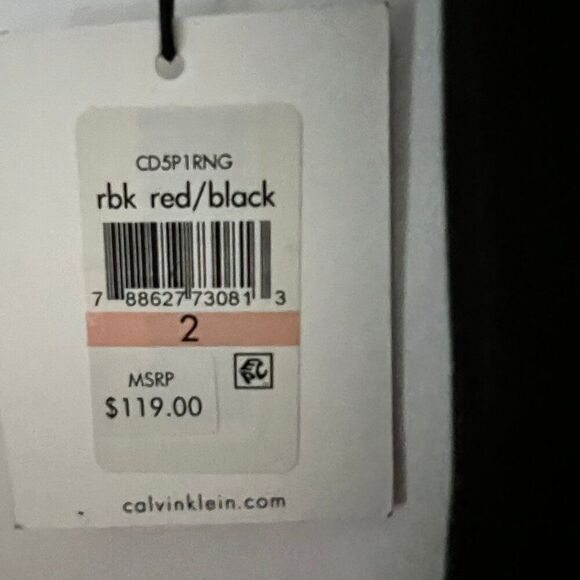 CD5P1RNG
rbk red/black
7 88627 73081 3
2
MSRP
$119.00
calvinklein.com